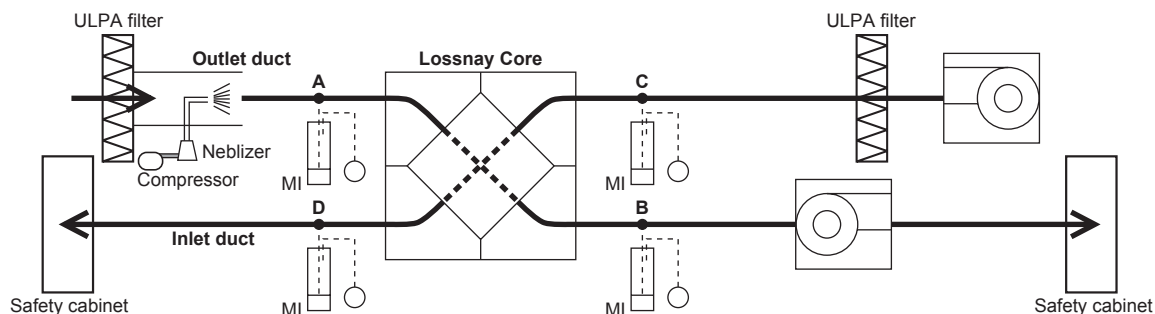 ULPA filter
ULPA filter
Outlet duct
Lossnay Core
A
C
Neblizer
Compressor
MI
MI
D
B
Inlet duct
MI
MI
Safety cabinet
Safety cabinet